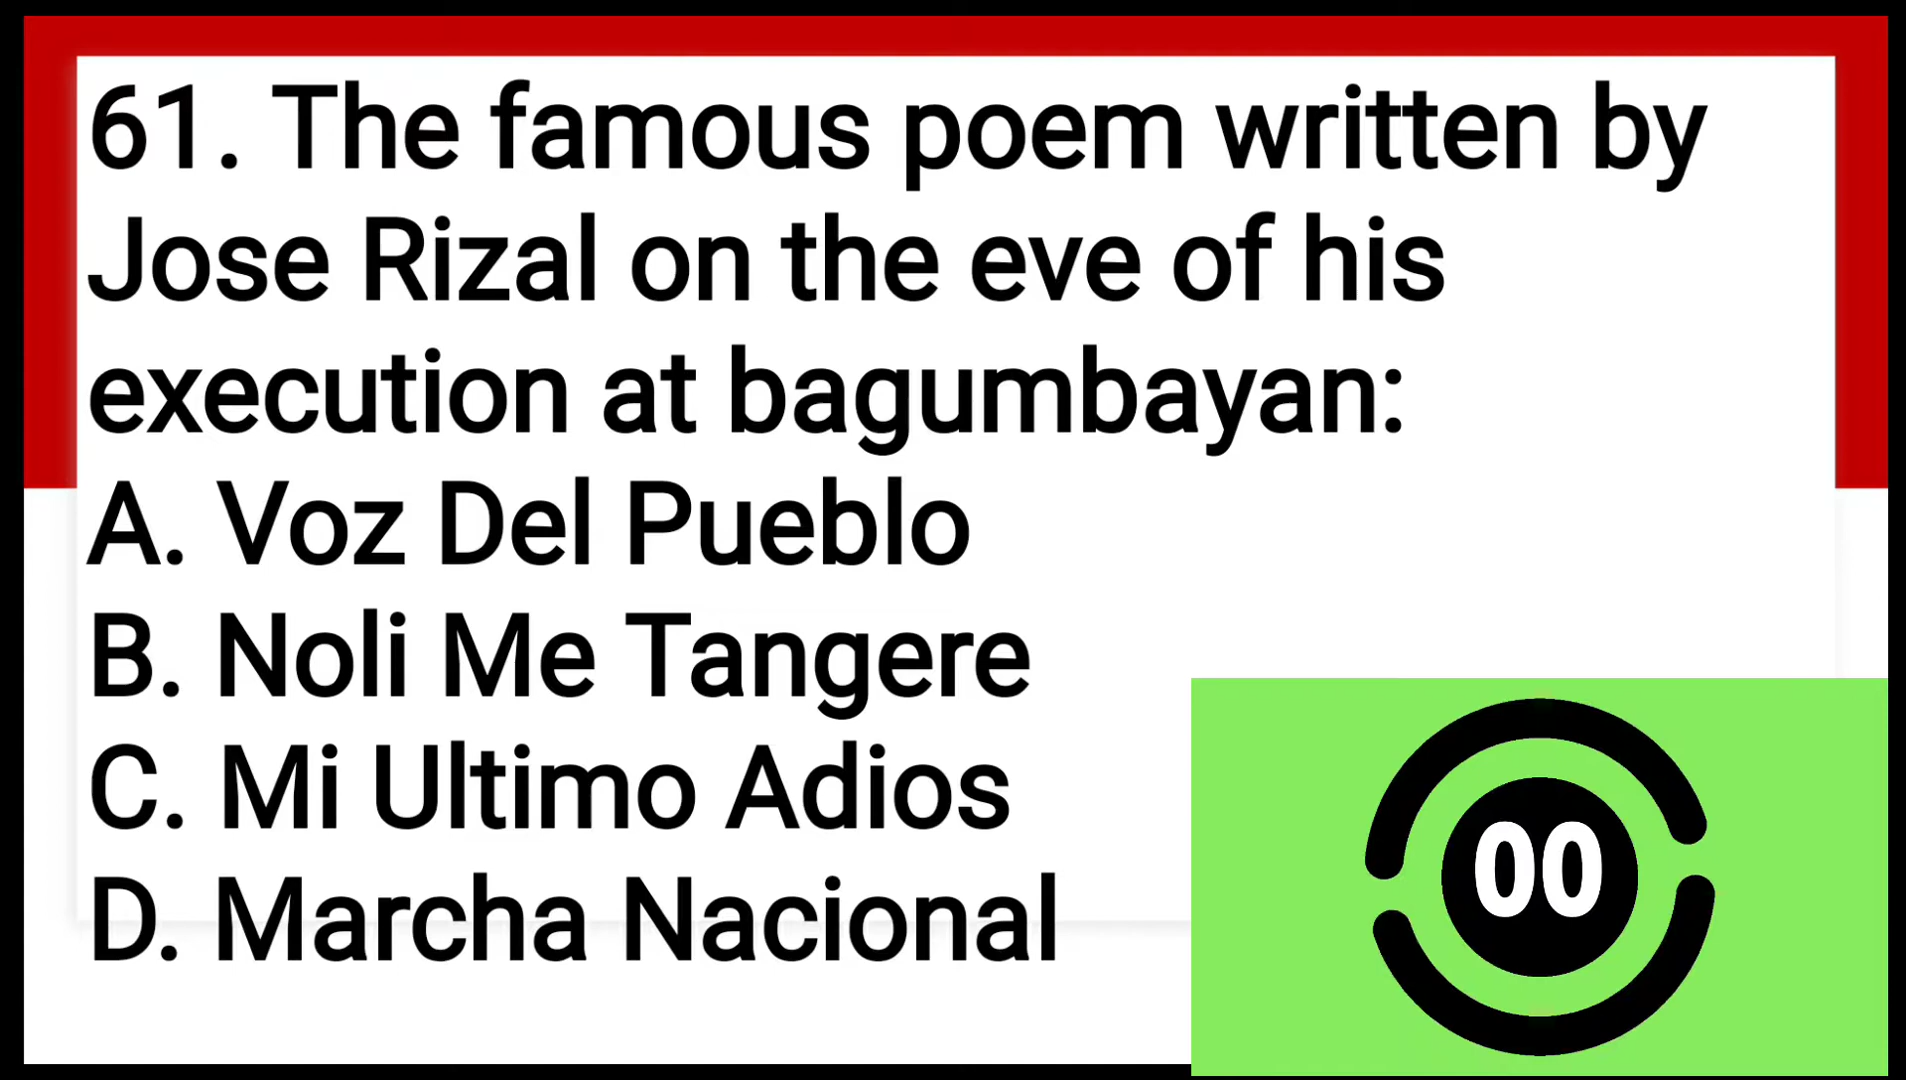 61. The famous poem written by
Jose Rizal on the eve of his
execution at bagumbayan:
A. Voz Del Pueblo
B. Noli Me Tangere
C. Mi Ultimo Adios
D. Marcha Nacional
00